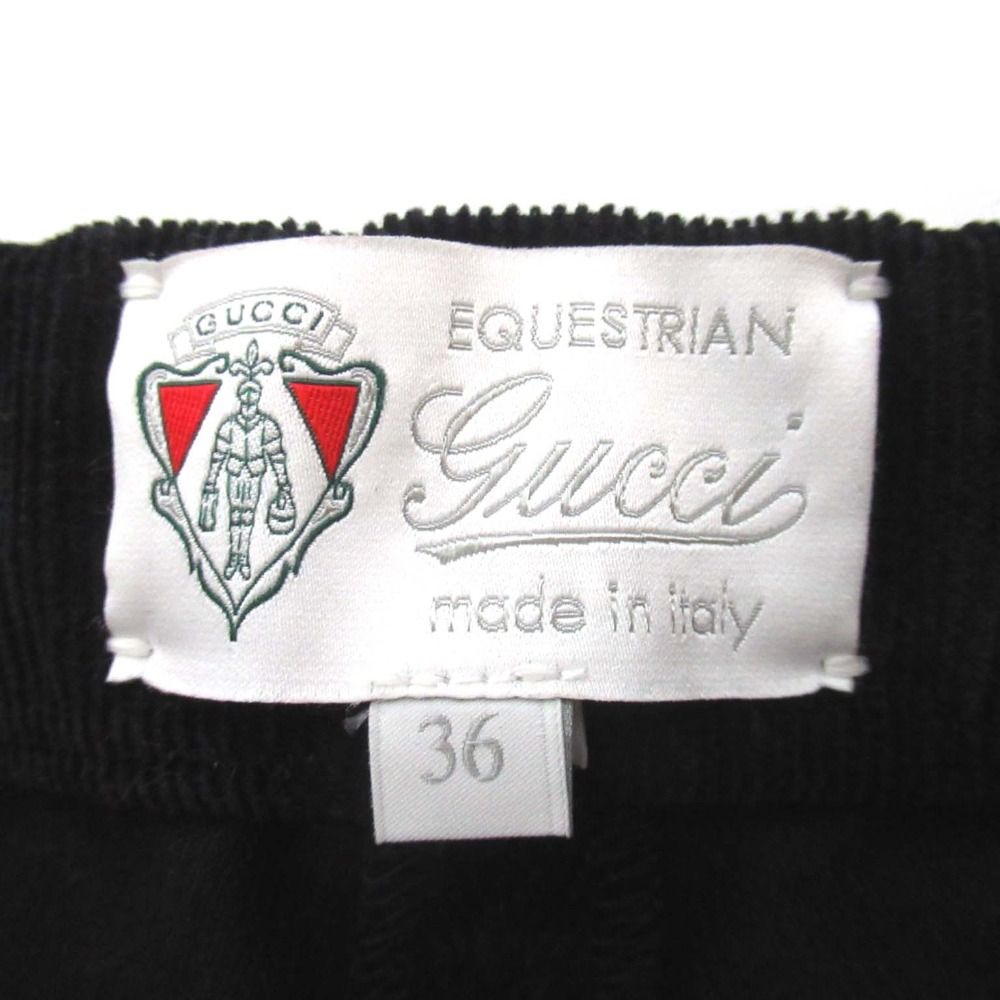 GUCCI
EQUESTRIAN
Gucci
made in italy
36